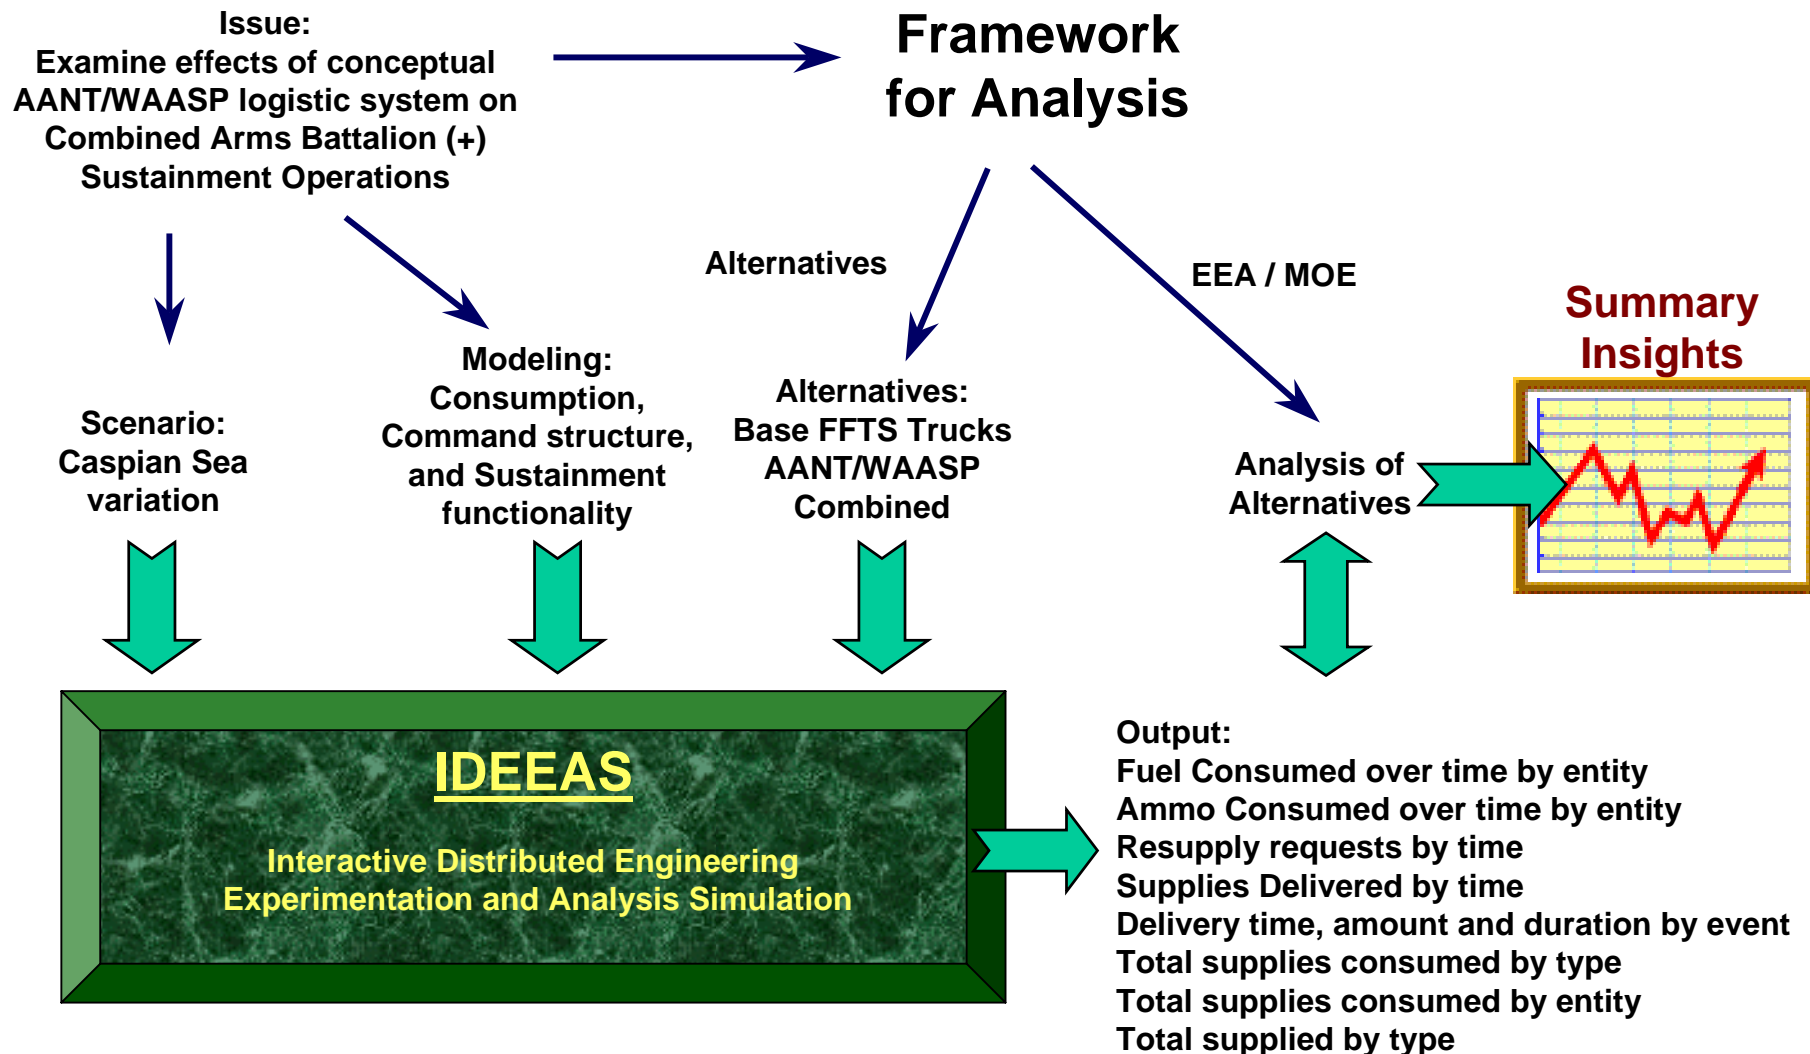 Issue:
Examine effects of conceptual
AANT/WAASP logistic system on
Combined Arms Battalion (+)
Sustainment Operations
Framework
for Analysis
Alternatives
EEA / MOE
Summary
Insights
Scenario:
Caspian Sea
variation
Modeling:
Consumption,
Command structure,
and Sustainment
functionality
Alternatives:
Base FFTS Trucks
AANT/WAASP
Combined
Analysis of
Alternatives
IDEEAS
Interactive Distributed Engineering
Experimentation and Analysis Simulation
Output:
Fuel Consumed over time by entity
Ammo Consumed over time by entity
Resupply requests by time
Supplies Delivered by time
Delivery time, amount and duration by event
Total supplies consumed by type
Total supplies consumed by entity
Total supplied by type